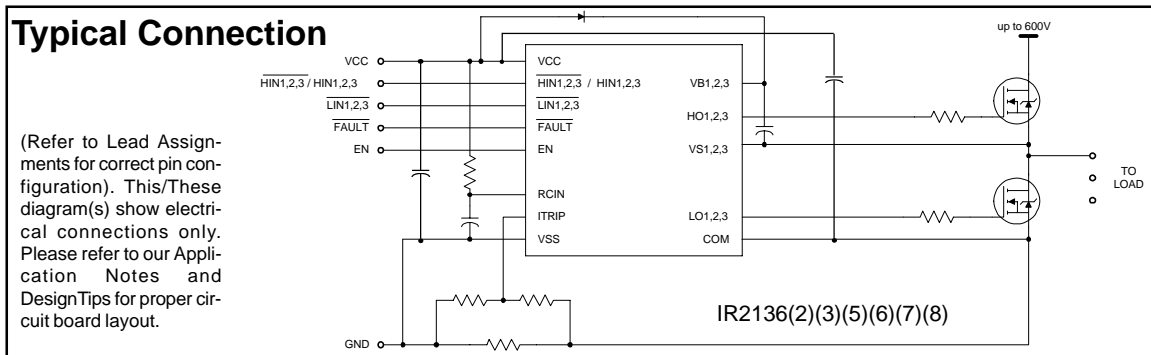 Typical Connection
(Refer to Lead Assign-
ments for correct pin con-
figuration). This/These
diagram(s) show electri-
cal connections only.
Please refer to our Appli-
cation Notes and
DesignTips for proper cir-
cuit board layout.
up to 600V
VCC
HIN1,2,3 / HIN1,2,3
LIN1,2,3
FAULT
EN
GND
VCC
HIN1,2,3 / HIN1,2,3
LIN1,2,3
FAULT
EN
RCIN
ITRIP
VSS
VB1,2,3
HO1,2,3
VS1,2,3
LO1,2,3
COM
TO
LOAD
IR2136(2)(3)(5)(6)(7)(8)